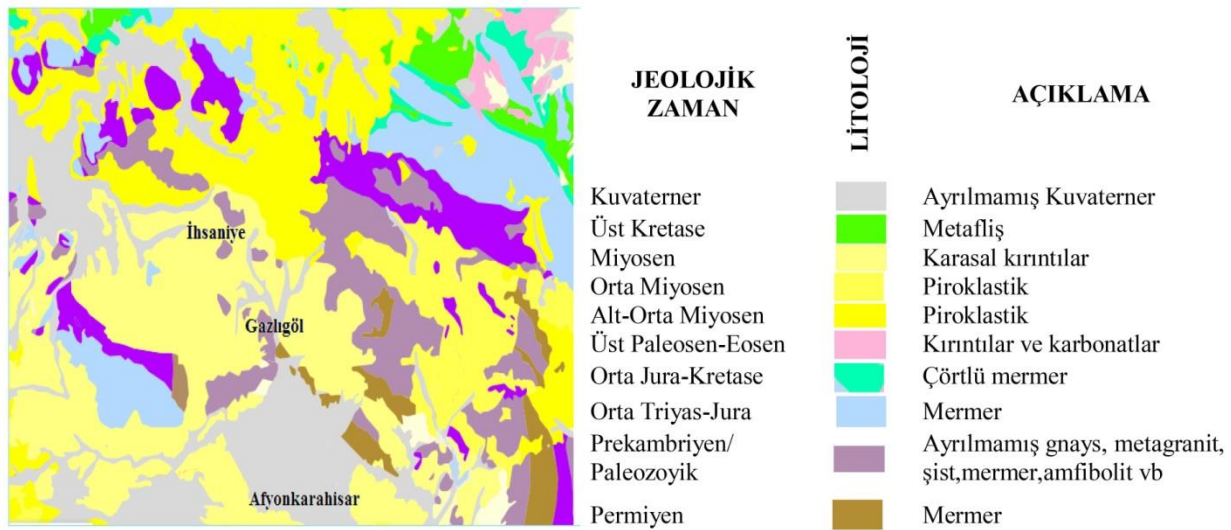 İhsaniye
Gazlıgöl
Afyonkarahisar
JEOLOJİK
ZAMAN
LİTOLOJİ
AÇIKLAMA
Kuvaterner
Ayrılmamış Kuvaterner
Üst Kretase
Metafliş
Miyosen
Karasal kırıntılar
Orta Miyosen
Piroklastik
Alt-Orta Miyosen
Piroklastik
Üst Paleosen-Eosen
Kırıntılar ve karbonatlar
Orta Jura-Kretase
Çörtlü mermer
Orta Triyas-Jura
Mermer
Prekambriyen/
Paleozoyik
Ayrılmamış gnays, metagranit,
şist,mermer,amfibolit vb
Permiyen
Mermer